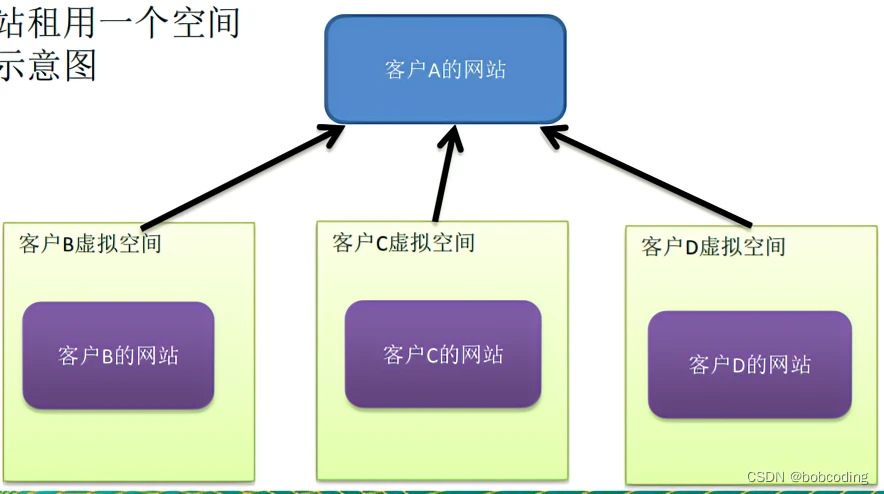 站租用一个空间
示意图
客户A的网站
客户B虚拟空间
客户C虚拟空间
客户D虚拟空间
客户B的网站
客户C的网站
客户D的网站
CSDN @bobcoding